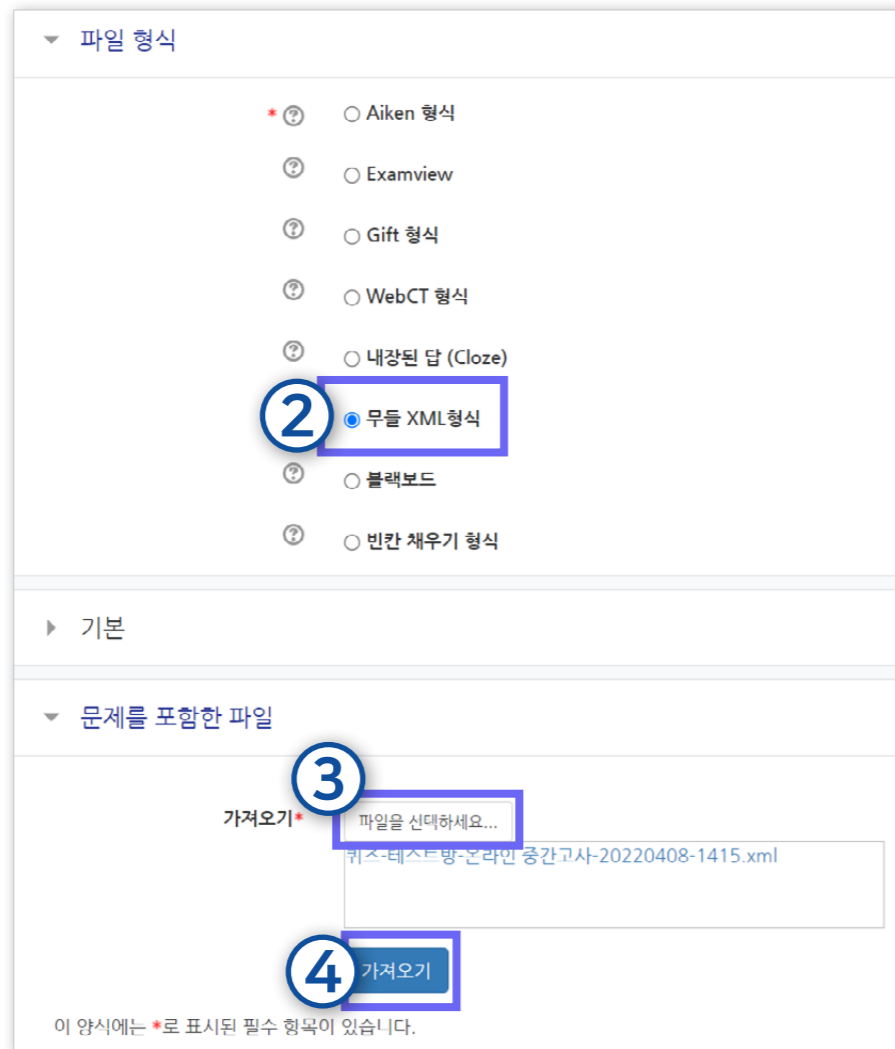 파일 형식
* Aiken 형식
Examview
Gift 형식
WebCT 형식
내장된 답 (Cloze)
2 무들 XML형식
블랙보드
빈칸 채우기 형식
기본
문제를 포함한 파일
3
가져오기* 파일을 선택하세요...
퀴즈-테스트방-온라인 중간고사-20220408-1415.xml
4 가져오기
이 양식에는 *로 표시된 필수 항목이 있습니다.